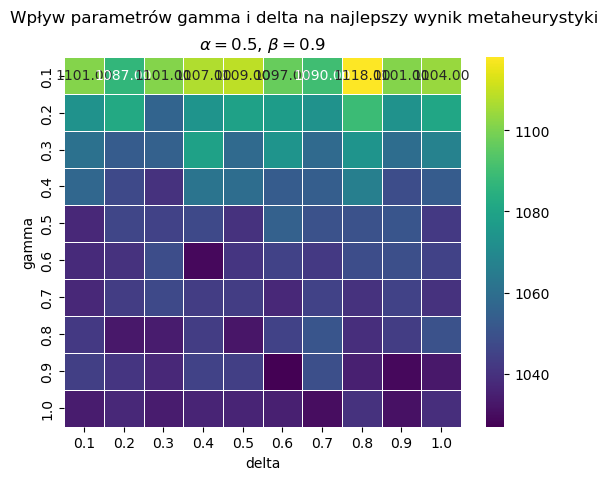 Wpływ parametrów gamma i delta na najlepszy wynik metaheurystyki
α = 0.5, β = 0.9
gamma
0.1 1101.00 1087.00 1101.00 1107.00 1109.00 1097.00 1090.00 1118.00 1101.00 1104.00
0.2
0.3
0.4
0.5
0.6
0.7
0.8
0.9
1.0
0.1 0.2 0.3 0.4 0.5 0.6 0.7 0.8 0.9 1.0
delta
1100
1080
1060
1040